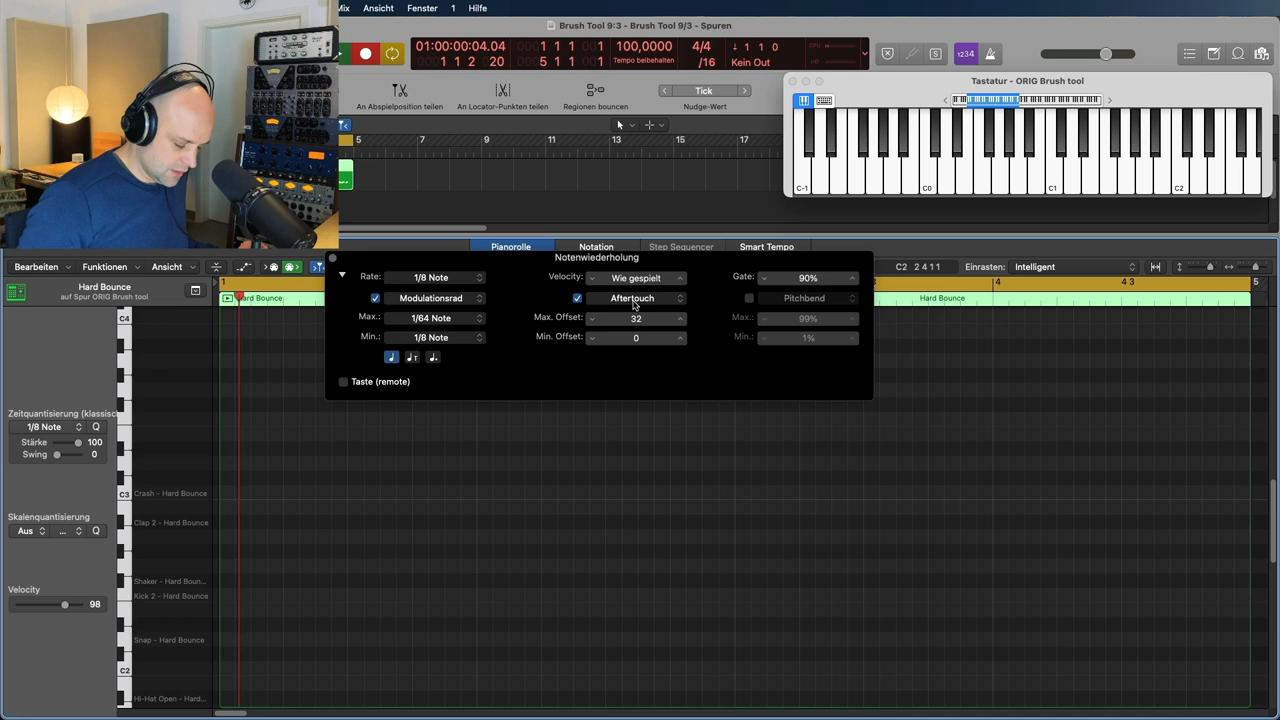 Mix Ansicht Fenster 1 Hilfe
Brush Tool 9:3 - Brush Tool 9/3 - Spuren
01:00:00:04.04
1 1 2 20
1 1 1 1
5 1 1 1
100,0000
Tempo beibehalten
4/4
/16
1 1 0
Kein Out
CPU
HD
1234
An Abspielposition teilen
An Locator-Punkten teilen
Regionen bouncen
Tick
Nudge-Wert
Tastatur - ORIG Brush tool
C-1 C0 C1 C2
5 7 9 11 13 15 17
Pianorolle Notation Step Sequencer Smart Tempo
Bearbeiten Funktionen Ansicht
C2 2 4 1 1
Einrasten: Intelligent
Notenwiederholung
Rate: 1/8 Note
Velocity: Wie gespielt
Gate: 90%
Modulationsrad
Aftertouch
Pitchbend
Max.: 1/64 Note
Max. Offset: 32
Max.: 99%
Min.: 1/8 Note
Min. Offset: 0
Min.: 1%
Taste (remote)
Hard Bounce
auf Spur ORIG Brush tool
1 4 4 3 5
Hard Bounce
Hard Bounce
Zeitquantisierung (klassisc
1/8 Note Q
Stärke 100
Swing 0
Skalenquantisierung
Aus ... Q
Velocity
98
C4
C3 Crash - Hard Bounce
Clap 2 - Hard Bounce
Shaker - Hard Boun...
Kick 2 - Hard Bounce
Snap - Hard Bounce
C2
Hi-Hat Open - Hard...